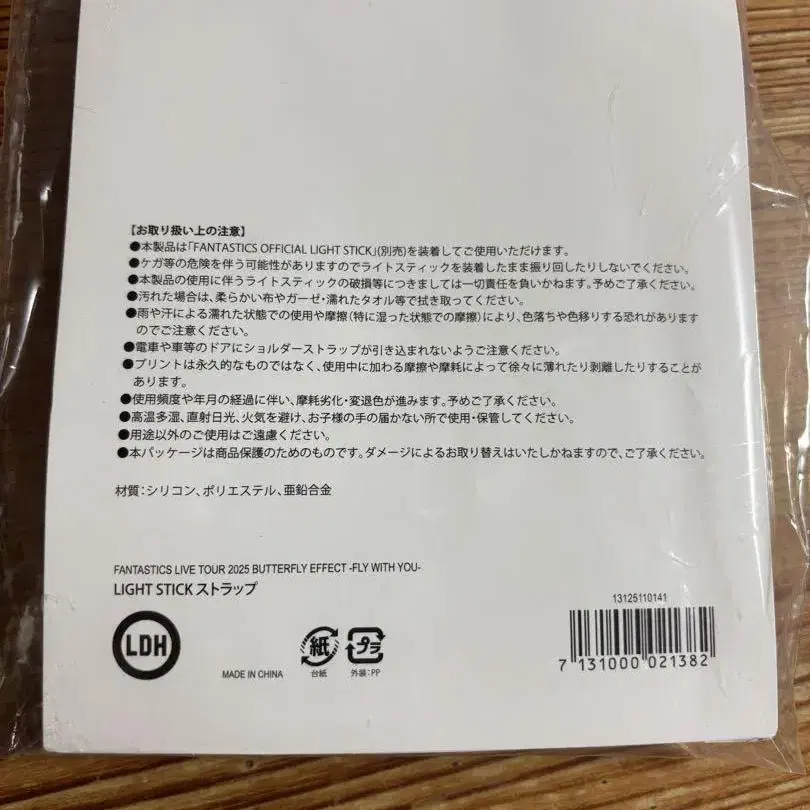 【お取り扱い上の注意】
●本製品は「FANTASTICS OFFICIAL LIGHT STICK」(別売)を装着してご使用いただけます。
●ケガ等の危険を伴う可能性がありますのでライトスティックを装着したまま振り回したりしないでください。
●本製品の使用に伴うライトスティックの破損等につきましては一切責任を負いかねます。予めご了承ください。
●汚れた場合は、柔らかい布やガーゼ・濡れたタオル等で拭き取ってください。
●雨や汗による濡れた状態での使用や摩擦(特に湿った状態での摩擦)により、色落ちや色移りする恐れがあります
のでご注意ください。
●電車や車等のドアにショルダーストラップが引き込まれないようご注意ください。
●プリントは永久的なものではなく、使用中に加わる摩擦や摩耗によって徐々に薄れたり剥離したりすることが
あります。
●使用頻度や年月の経過に伴い、摩耗劣化・変退色が進みます。予めご了承ください。
●高温多湿、直射日光、火気を避け、お子様の手の届かない所で使用・保管してください。
●用途以外のご使用はご遠慮ください。
●本パッケージは商品保護のためのものです。ダメージによるお取り替えはいたしかねますので、ご了承ください。
材質:シリコン、ポリエステル、亜鉛合金
FANTASTICS LIVE TOUR 2025 BUTTERFLY EFFECT -FLY WITH YOU-
LIGHT STICK ストラップ
LDH
MADE IN CHINA
紙
台紙
プラ
外装:PP
13125110141
7 131000 021382